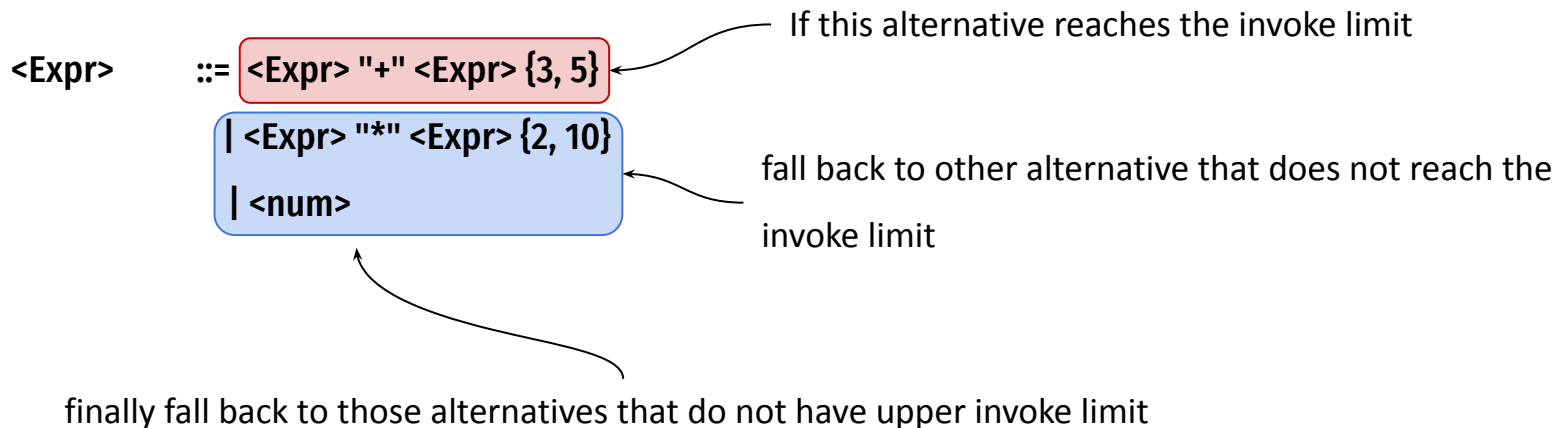 If this alternative reaches the invoke limit
<Expr> ::= <Expr> "+" <Expr> {3, 5}
| <Expr> "*" <Expr> {2, 10}
fall back to other alternative that does not reach the
| <num>
invoke limit
finally fall back to those alternatives that do not have upper invoke limit